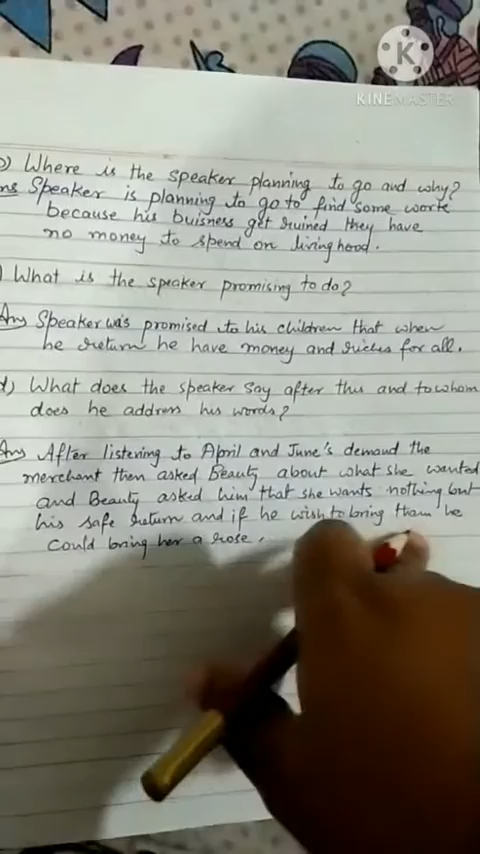 K
KINEMASTER
b) Where is the speaker planning to go and why?
ns Speaker is planning to go to find some work
because his buisness get ruined they have
no money to spend on livinghood.
) What is the speaker promising to do?
Ans Speaker was promised to his children that when
he return he have money and riches for all.
d) What does the speaker say after this and to whom
does he address his words?
Ans After listening to April and June's demand the
merchant then asked Beauty about what she wanted
and Beauty asked him that she wants nothing but
his safe return and if he wish to bring than he
could bring her a rose.